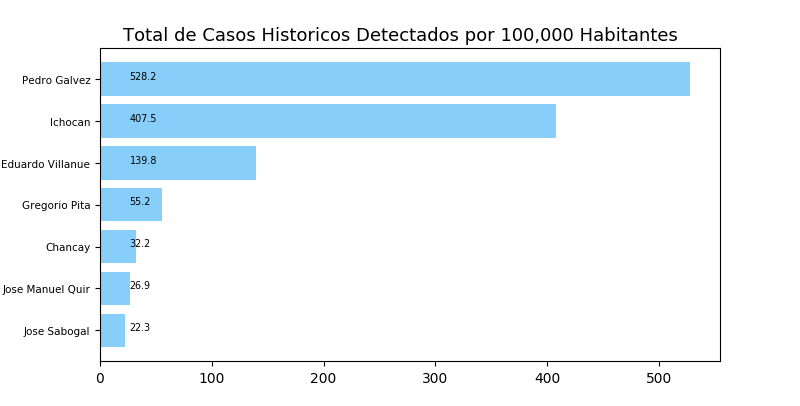 Total de Casos Historicos Detectados por 100,000 Habitantes
Pedro Galvez 528.2
Ichocan 407.5
Eduardo Villanue 139.8
Gregorio Pita 55.2
Chancay 32.2
Jose Manuel Quir 26.9
Jose Sabogal 22.3
0 100 200 300 400 500